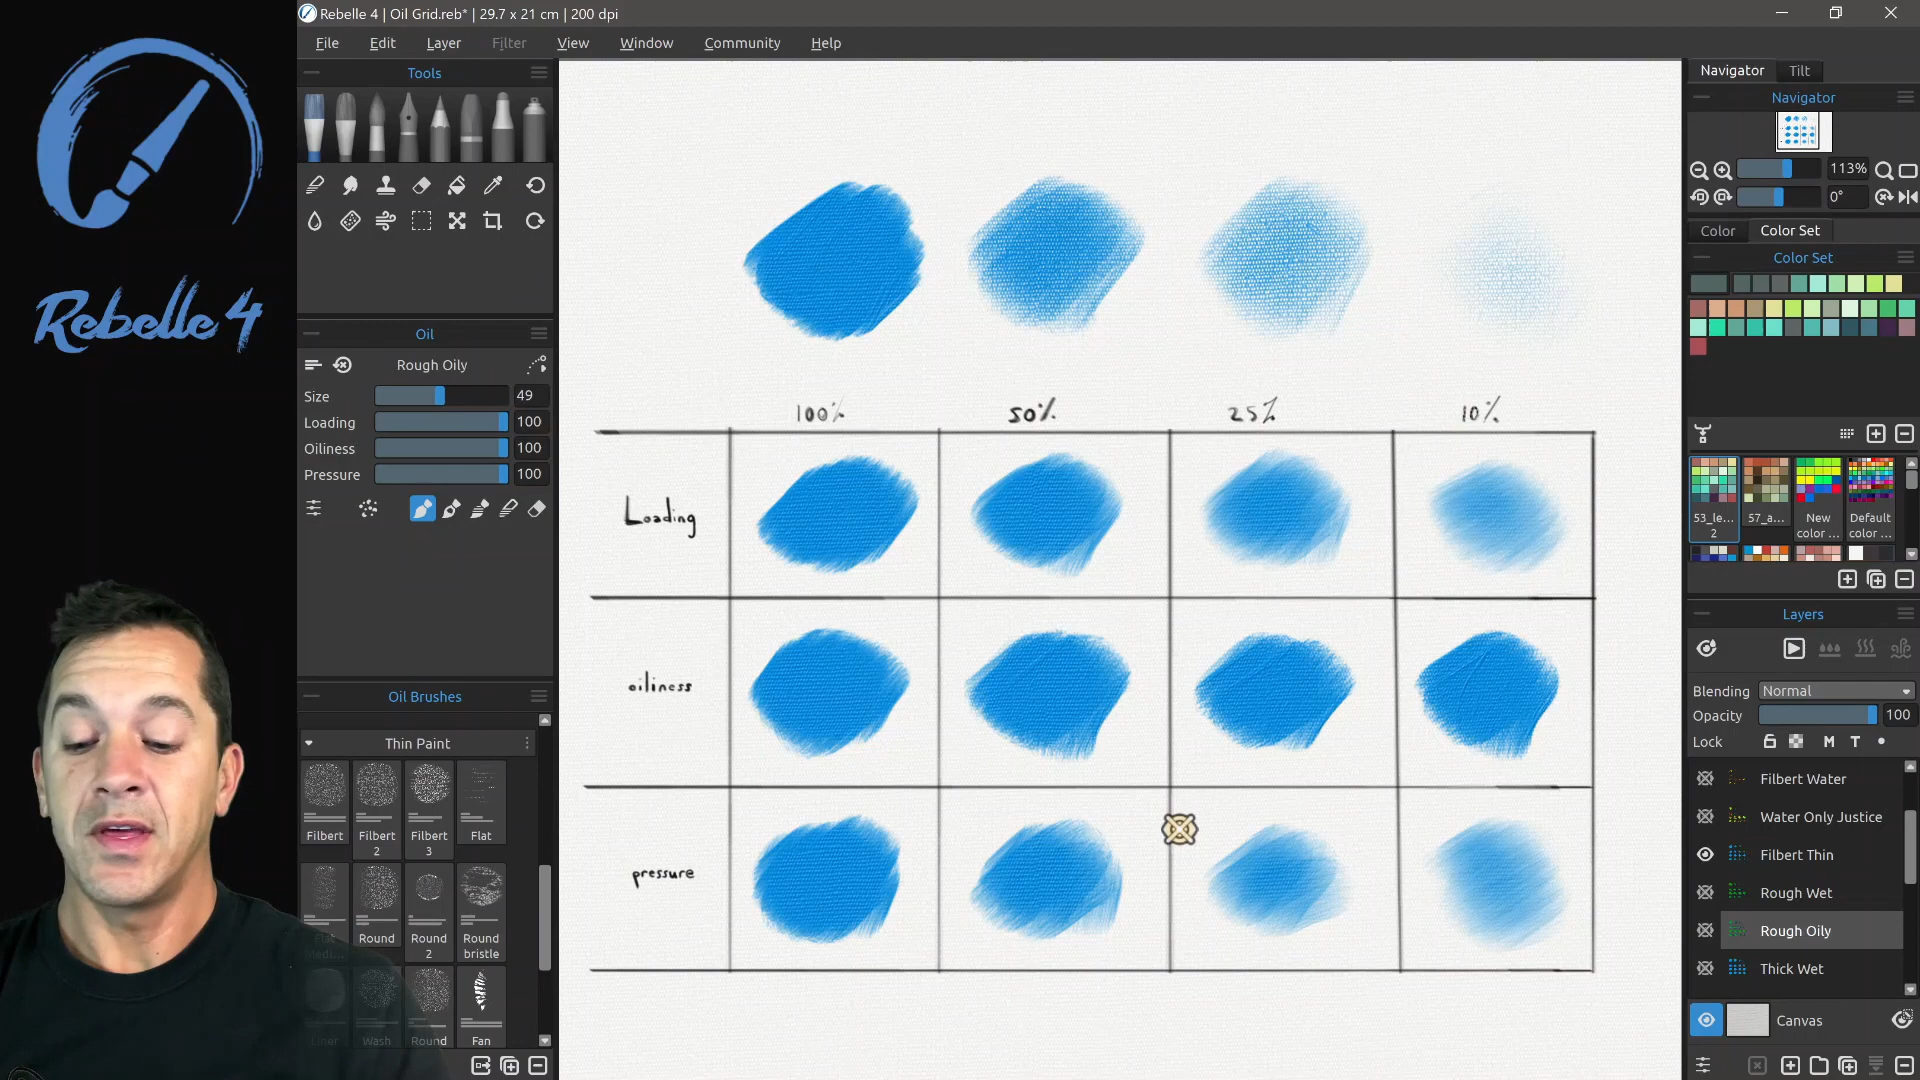 Rebelle 4 | Oil Grid.reb* | 29.7 x 21 cm | 200 dpi
File Edit Layer Filter View Window Community Help
Rebelle 4
Tools
Oil
Rough Oily
Size 49
Loading 100
Oiliness 100
Pressure 100
Oil Brushes
Thin Paint
Filbert
Filbert 2
Filbert 3
Flat
Round
Round 2
Round bristle
Liner
Wash
Round
Fan
100% 50% 25% 10%
Loading
oiliness
pressure
Navigator Tilt
Navigator
113%
0°
Color Color Set
Color Set
53_le... 2
57_a...
New color ...
Default color ...
Layers
Blending Normal
Opacity 100
Lock M T
Filbert Water
Water Only Justice
Filbert Thin
Rough Wet
Rough Oily
Thick Wet
Canvas